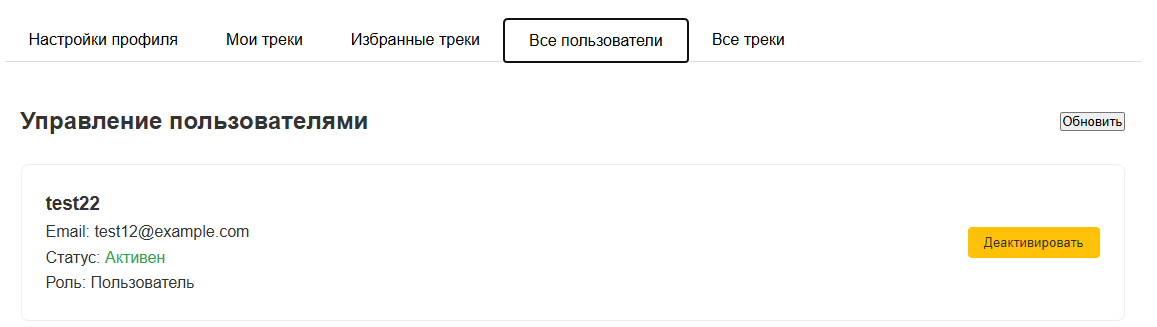 Настройки профиля Мои треки Избранные треки Все пользователи Все треки
Управление пользователями Обновить
test22
Email: test12@example.com
Статус: Активен
Деактивировать
Роль: Пользователь